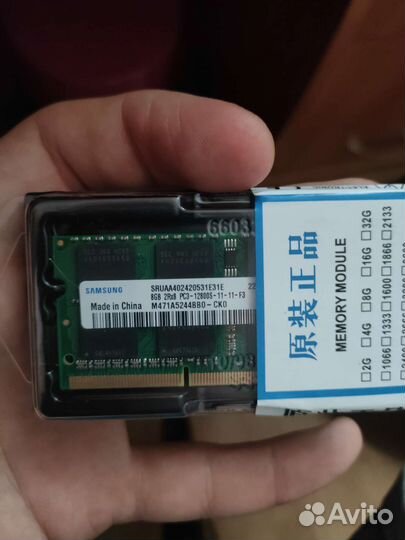 6603
SAMSUNG
Made in China
SRUAA402420531E31E
8GB 2Rx8 PC3-12800S-11-11-F3
M471A5244BB0-CK0
22
原装正品
MEMORY MODULE
□2G □4G □8G □16G □32G
□1066 □1333 □1600 □1866 □2133
Avito